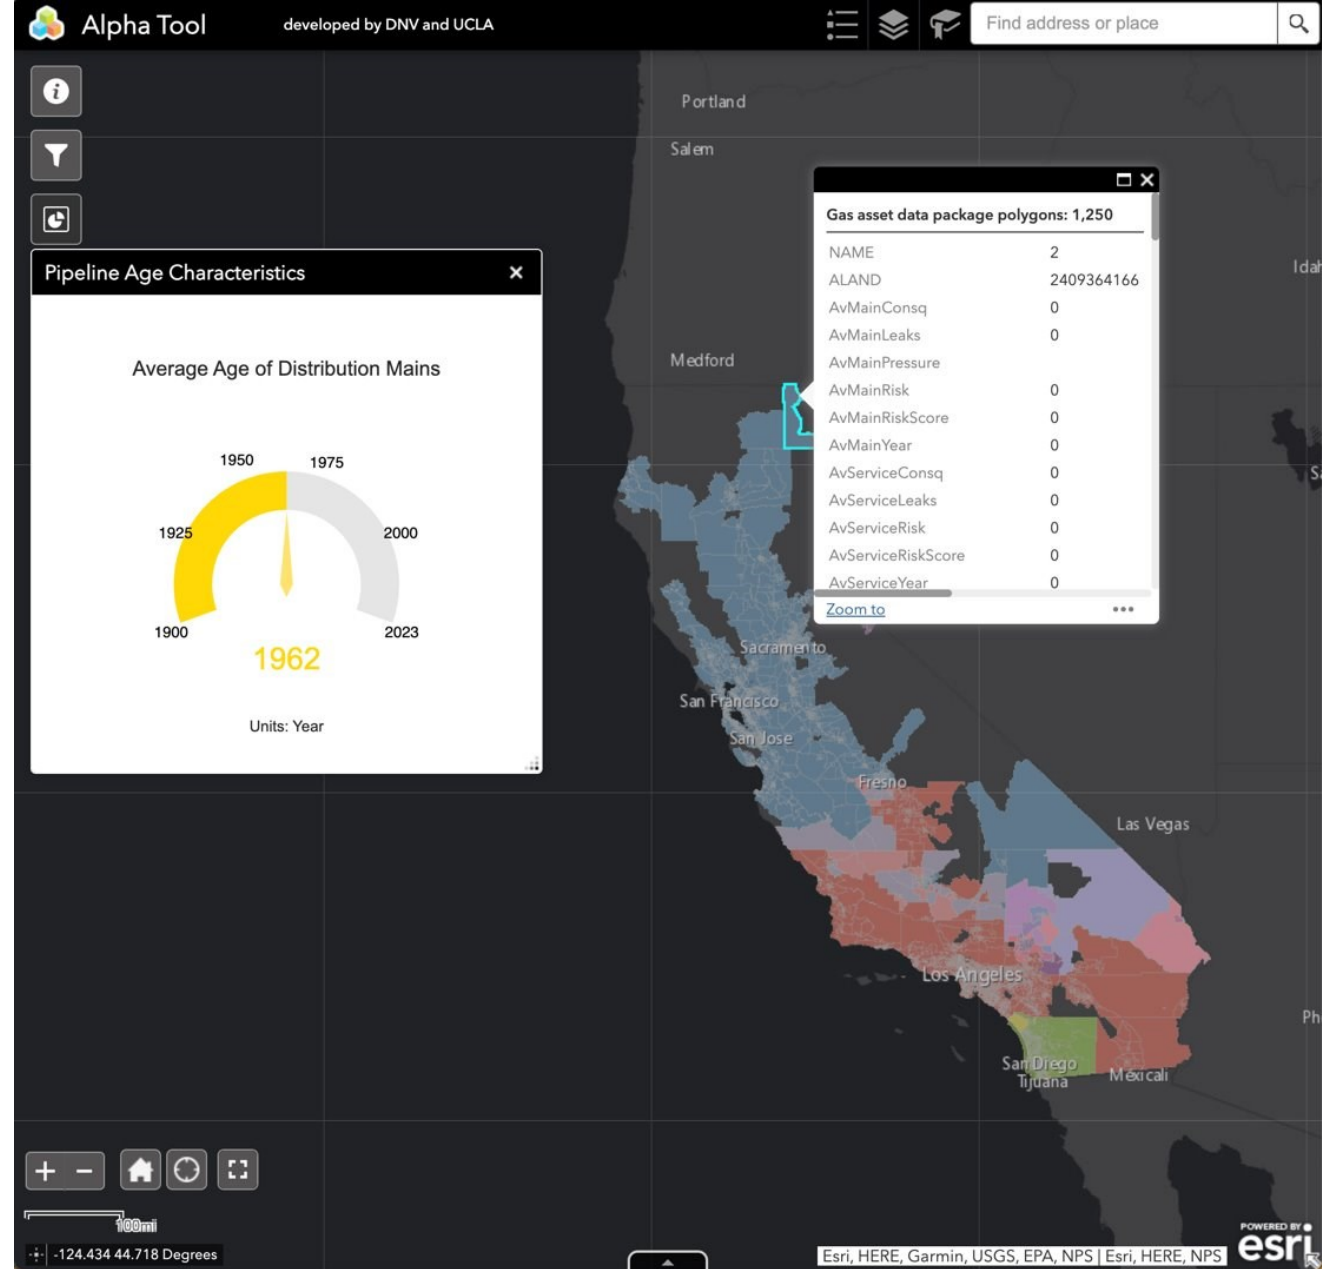 Alpha Tool
developed by DNV and UCLA
Find address or place
Portland
Salem
Medford
Pipeline Age Characteristics
Average Age of Distribution Mains
1950
1975
1925
2000
1900
2023
1962
Units: Year
Gas asset data package polygons: 1,250
NAME 2
ALAND 2409364166
AvMainConsq 0
AvMainLeaks 0
AvMainPressure
AvMainRisk 0
AvMainRiskScore 0
AvMainYear 0
AvServiceConsq 0
AvServiceLeaks 0
AvServiceRisk 0
AvServiceRiskScore 0
AvServiceYear 0
Zoom to
Idah
Sa
Sacramento
San Francisco
San Jose
Fresno
Las Vegas
Los Angeles
Ph
San Diego
Tijuana
Mexicali
100mi
-124.434 44.718 Degrees
Esri, HERE, Garmin, USGS, EPA, NPS | Esri, HERE, NPS
POWERED BY
esri